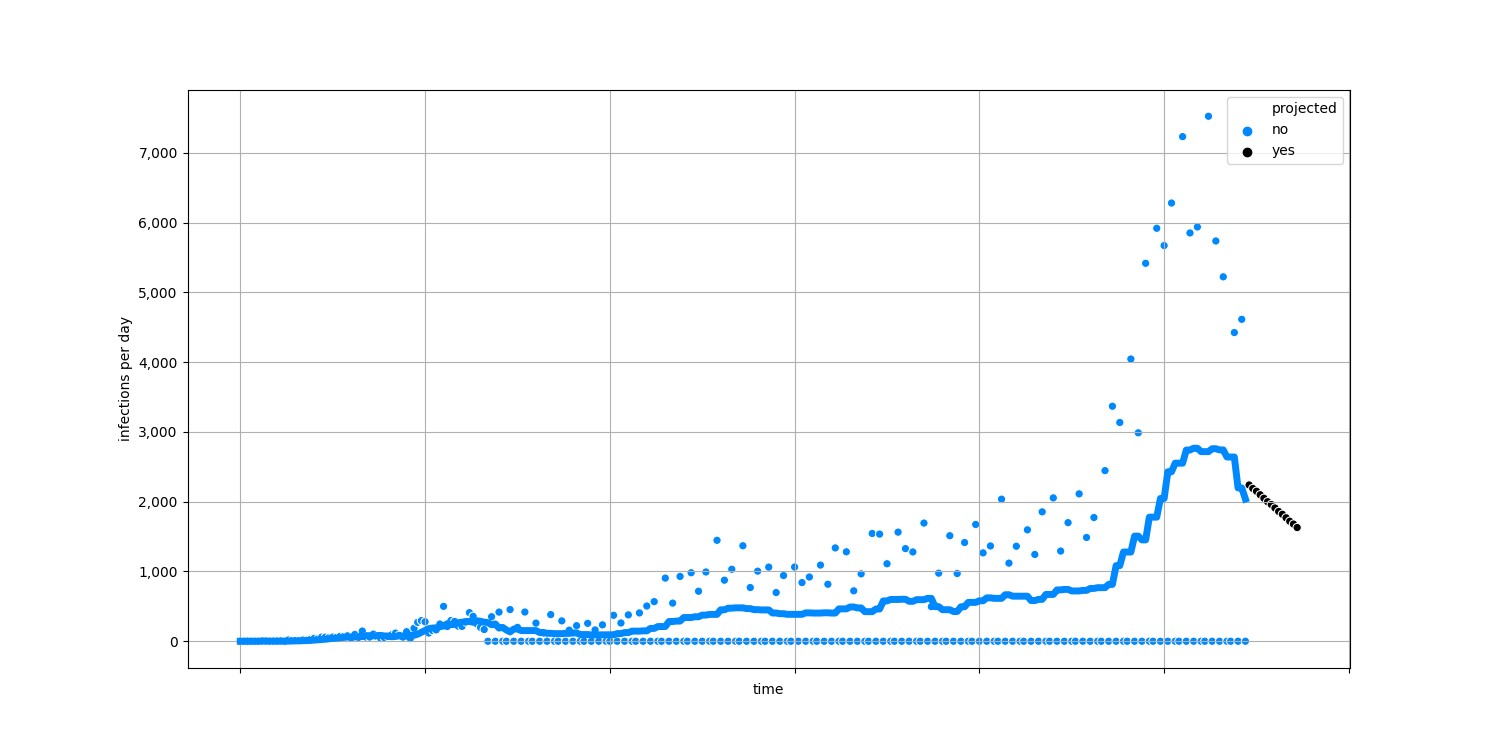 projected
no
yes
7,000
6,000
5,000
4,000
3,000
2,000
1,000
0
infections per day
time